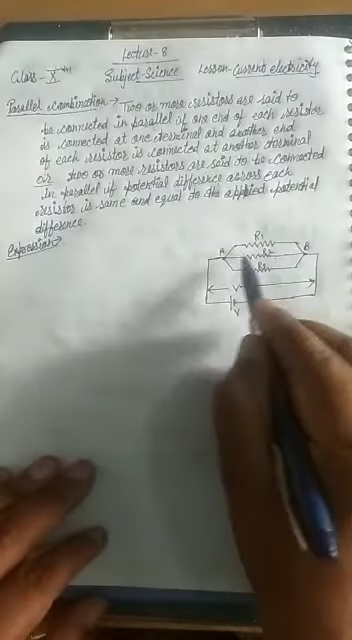 Lecture-8
Class-Xth Subject-Science Lesson-Current electricity
Parallel combination→ Two or more resistors are said to
be connected in parallel if one end of each resistor
is connected at one terminal and another end
of each resistor is connected at another terminal
or two or more resistors are said to be connected
in parallel if potential difference across each
resistor is same and equal to the applied potential
difference.
Expression→
R1
A R2 B
V
V